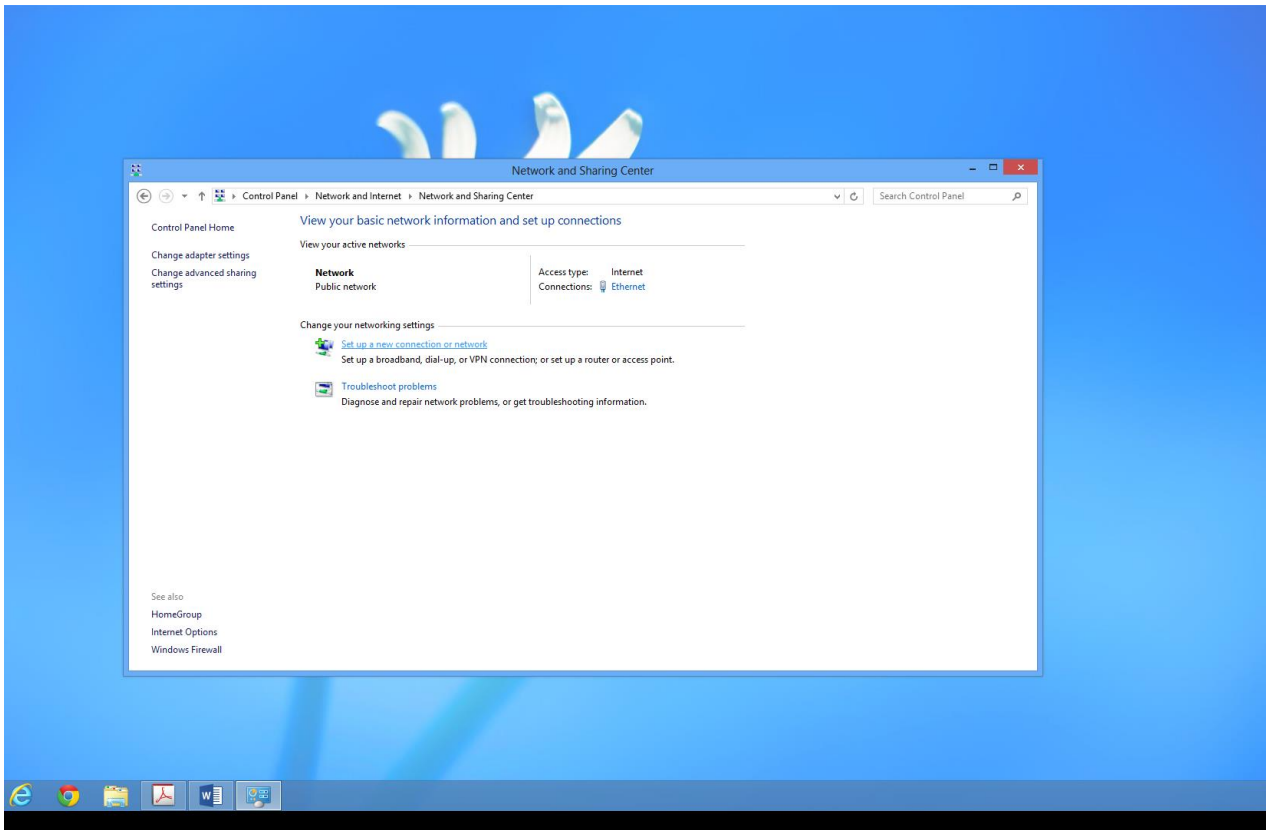 Network and Sharing Center
Control Panel Network and Internet Network and Sharing Center
Search Control Panel
Control Panel Home
Change adapter settings
Change advanced sharing
settings
See also
HomeGroup
Internet Options
Windows Firewall
View your basic network information and set up connections
View your active networks
Network
Public network
Access type: Internet
Connections: Ethernet
Change your networking settings
Set up a new connection or network
Set up a broadband, dial-up, or VPN connection; or set up a router or access point.
Troubleshoot problems
Diagnose and repair network problems, or get troubleshooting information.